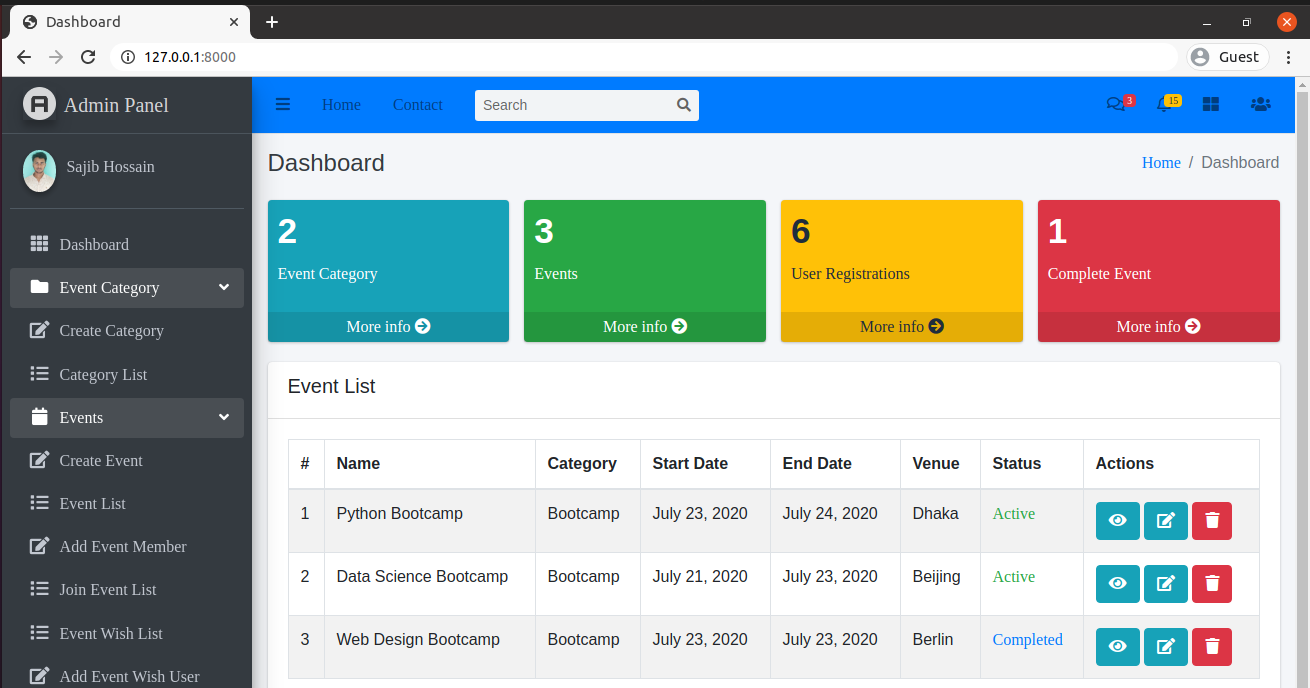 Dashboard
127.0.0.1:8000
Guest
Admin Panel
Home Contact Search 3 15
Sajib Hossain
Dashboard
Event Category
Create Category
Category List
Events
Create Event
Event List
Add Event Member
Join Event List
Event Wish List
Add Event Wish User
Dashboard
Home / Dashboard
2
Event Category
More info
3
Events
More info
6
User Registrations
More info
1
Complete Event
More info
Event List
# Name Category Start Date End Date Venue Status Actions
1 Python Bootcamp Bootcamp July 23, 2020 July 24, 2020 Dhaka Active
2 Data Science Bootcamp Bootcamp July 21, 2020 July 23, 2020 Beijing Active
3 Web Design Bootcamp Bootcamp July 23, 2020 July 23, 2020 Berlin Completed